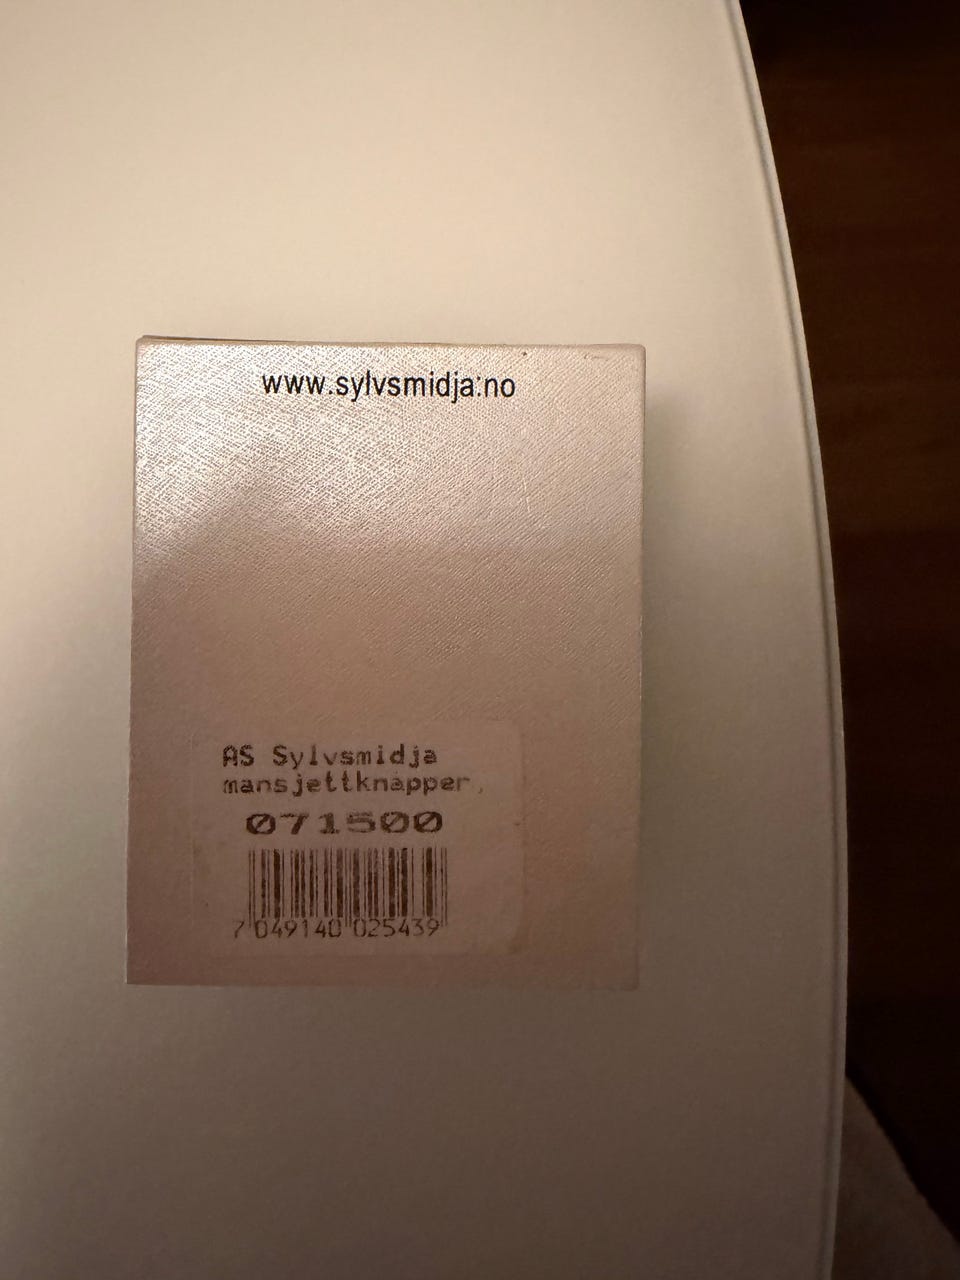 www.sylvsmidja.no
AS Sylvsmidja
mansjettknapper,
071500
7 049140 025439